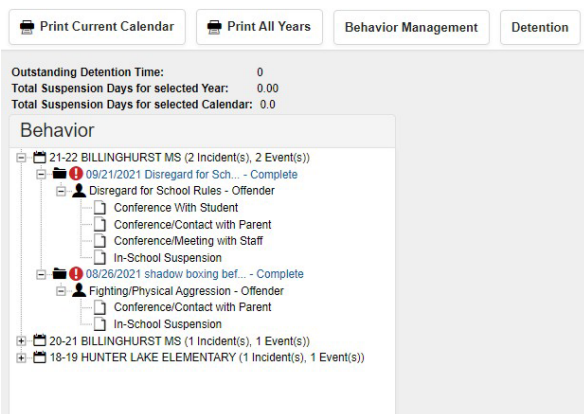 Print Current Calendar
Print All Years
Behavior Management
Detention
Outstanding Detention Time: 0
Total Suspension Days for selected Year: 0.00
Total Suspension Days for selected Calendar: 0.0
Behavior
21-22 BILLINGHURST MS (2 Incident(s), 2 Event(s))
09/21/2021 Disregard for Sch... - Complete
Disregard for School Rules - Offender
Conference With Student
Conference/Contact with Parent
Conference/Meeting with Staff
In-School Suspension
08/26/2021 shadow boxing bef... - Complete
Fighting/Physical Aggression - Offender
Conference/Contact with Parent
In-School Suspension
20-21 BILLINGHURST MS (1 Incident(s), 1 Event(s))
18-19 HUNTER LAKE ELEMENTARY (1 Incident(s), 1 Event(s))